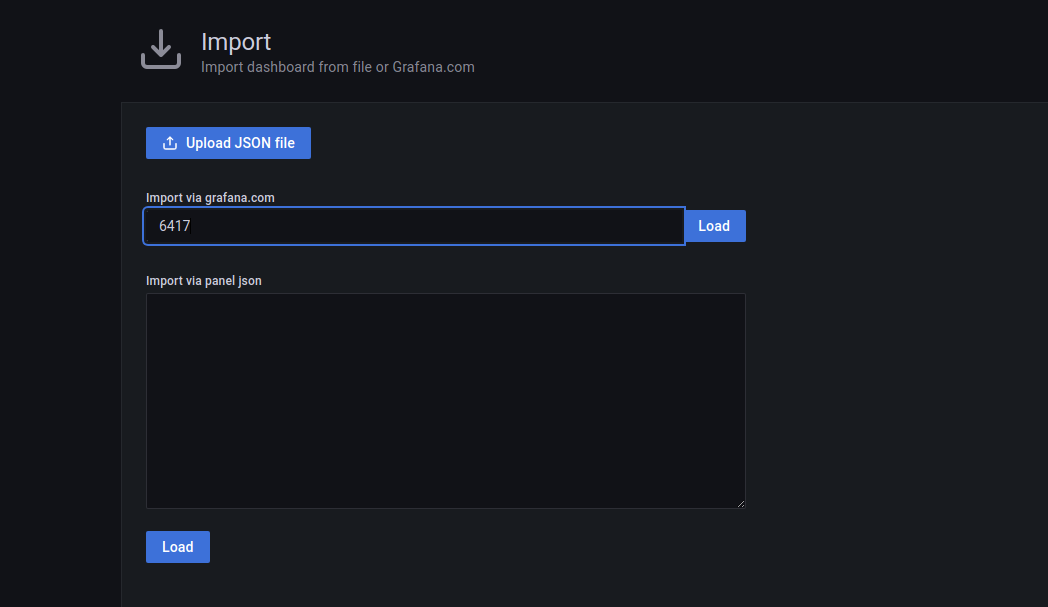 Import
Import dashboard from file or Grafana.com
Upload JSON file
Import via grafana.com
6417
Load
Import via panel json
Load